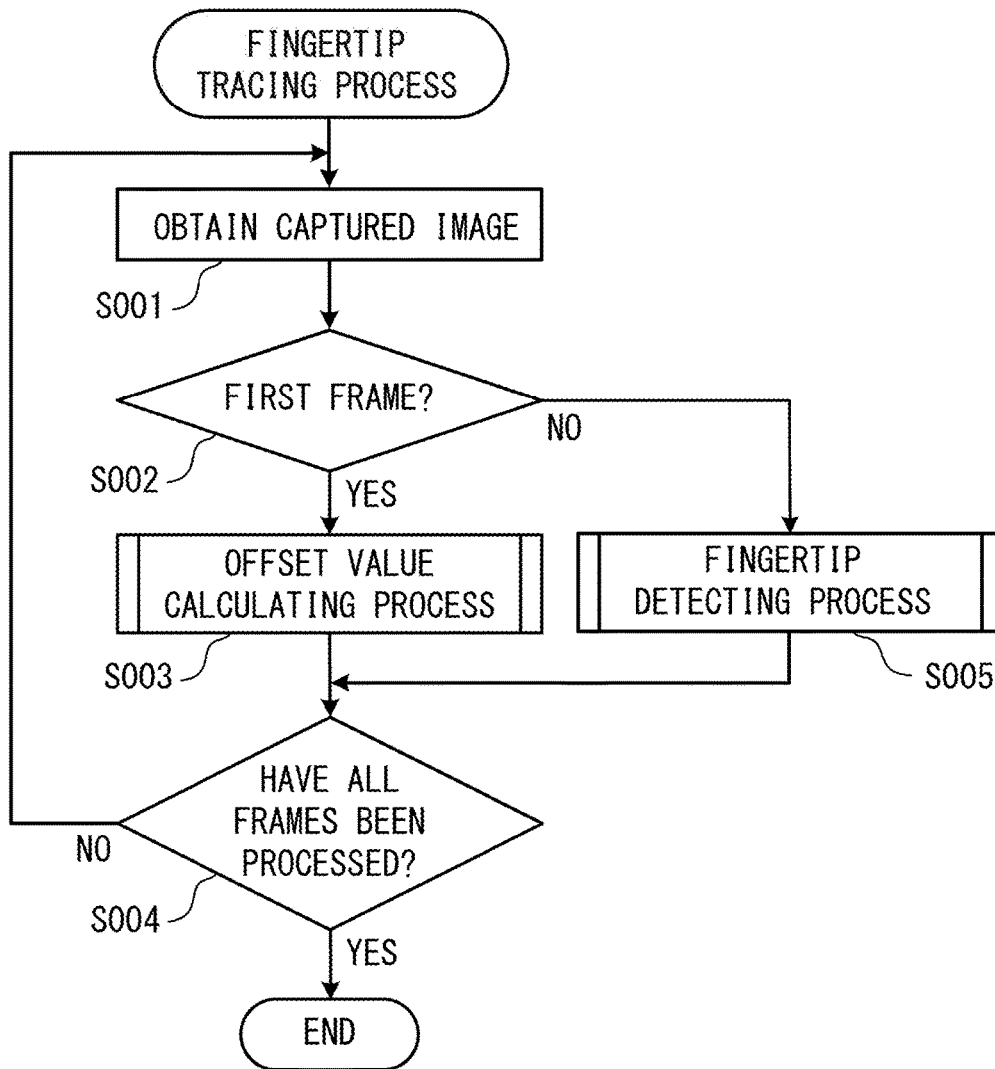 FINGERTIP
TRACING PROCESS
OBTAIN CAPTURED IMAGE
S001
FIRST FRAME?
NO
S002
YES
OFFSET VALUE
CALCULATING PROCESS
FINGERTIP
DETECTING PROCESS
S003
S005
HAVE ALL
FRAMES BEEN
PROCESSED?
NO
S004
YES
END